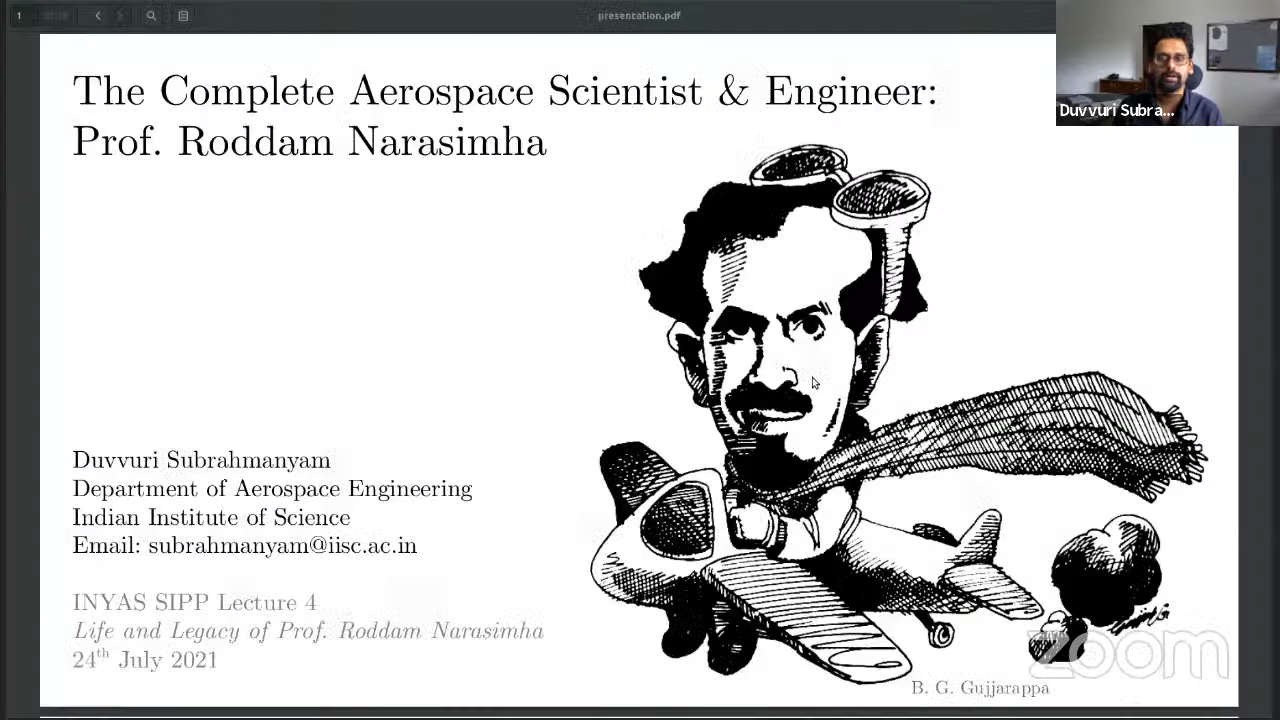 1
presentation.pdf
Duvvuri Subra...
The Complete Aerospace Scientist & Engineer:
Prof. Roddam Narasimha
Duvvuri Subrahmanyam
Department of Aerospace Engineering
Indian Institute of Science
Email: subrahmanyam@iisc.ac.in
INYAS SIPP Lecture 4
Life and Legacy of Prof. Roddam Narasimha
24th July 2021
B. G. Gujjarappa
zoom